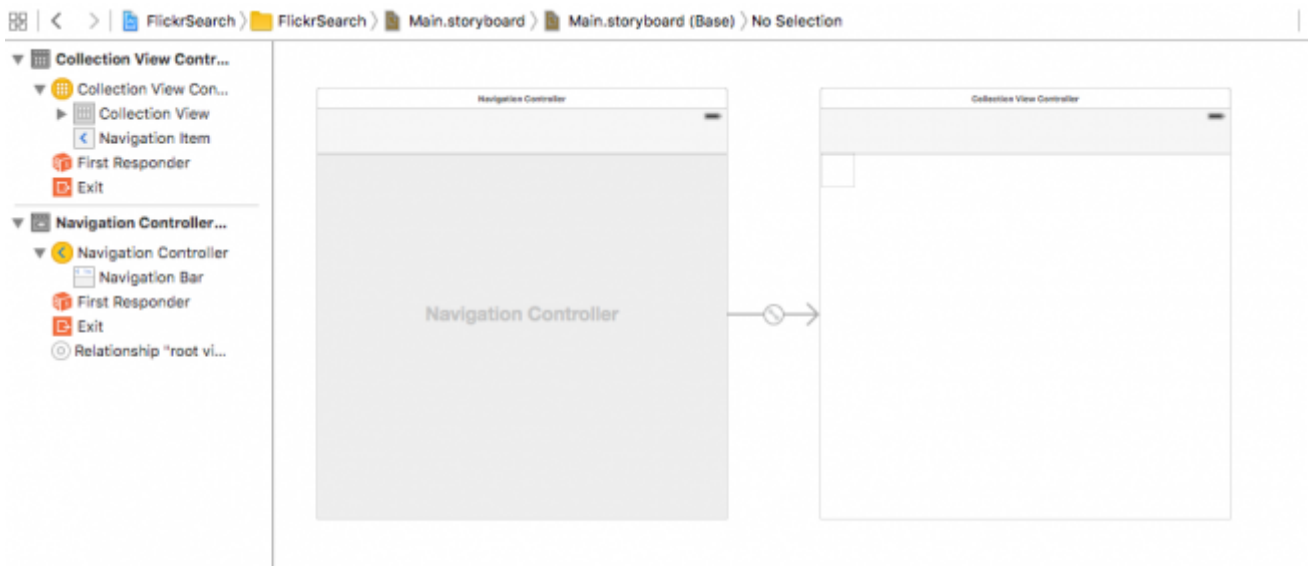 FlickrSearch FlickrSearch Main.storyboard Main.storyboard (Base) No Selection
Collection View Contr...
Collection View Con...
Collection View
Navigation Item
First Responder
Exit
Navigation Controller...
Navigation Controller
Navigation Bar
First Responder
Exit
Relationship "root vi...
Navigation Controller
Navigation Controller
Collection View Controller